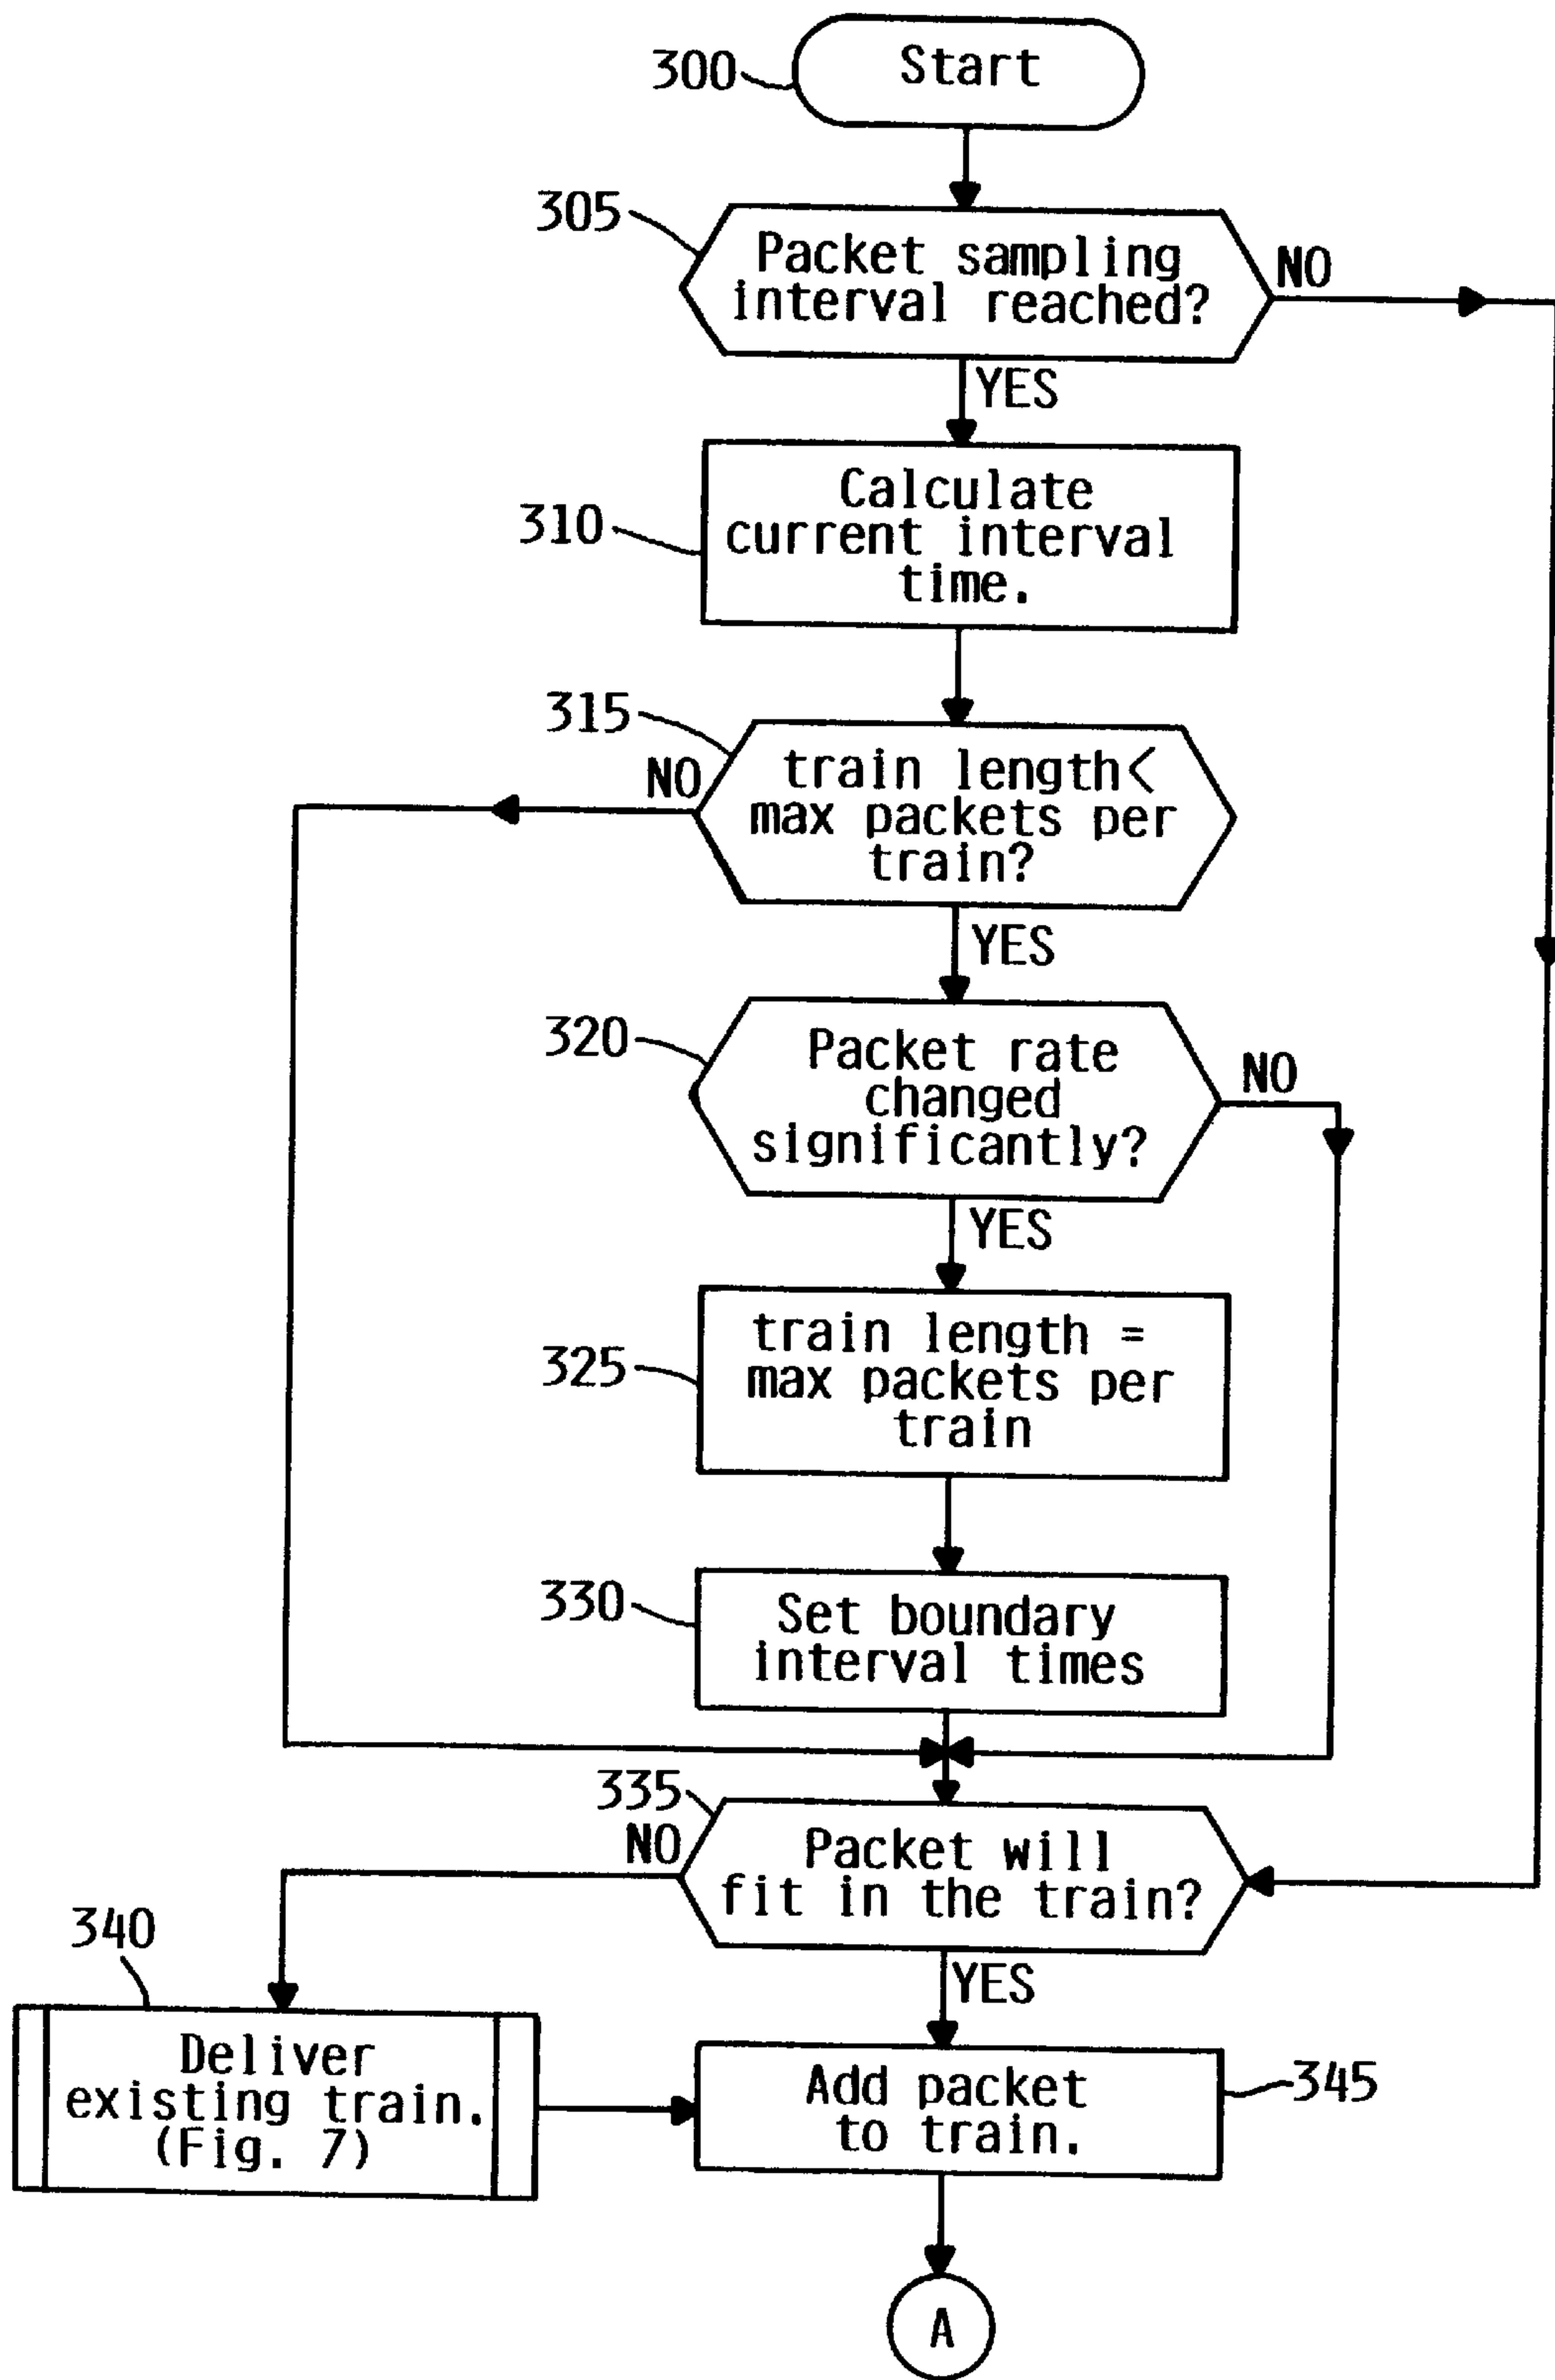 300
Start
305
Packet sampling
interval reached?
NO
YES
310
Calculate
current interval
time.
315
NO
train length<
max packets per
train?
YES
320
Packet rate
changed
significantly?
NO
YES
325
train length =
max packets per
train
330
Set boundary
interval times
335
NO
Packet will
fit in the train?
YES
340
Deliver
existing train.
(Fig. 7)
Add packet
to train.
345
A